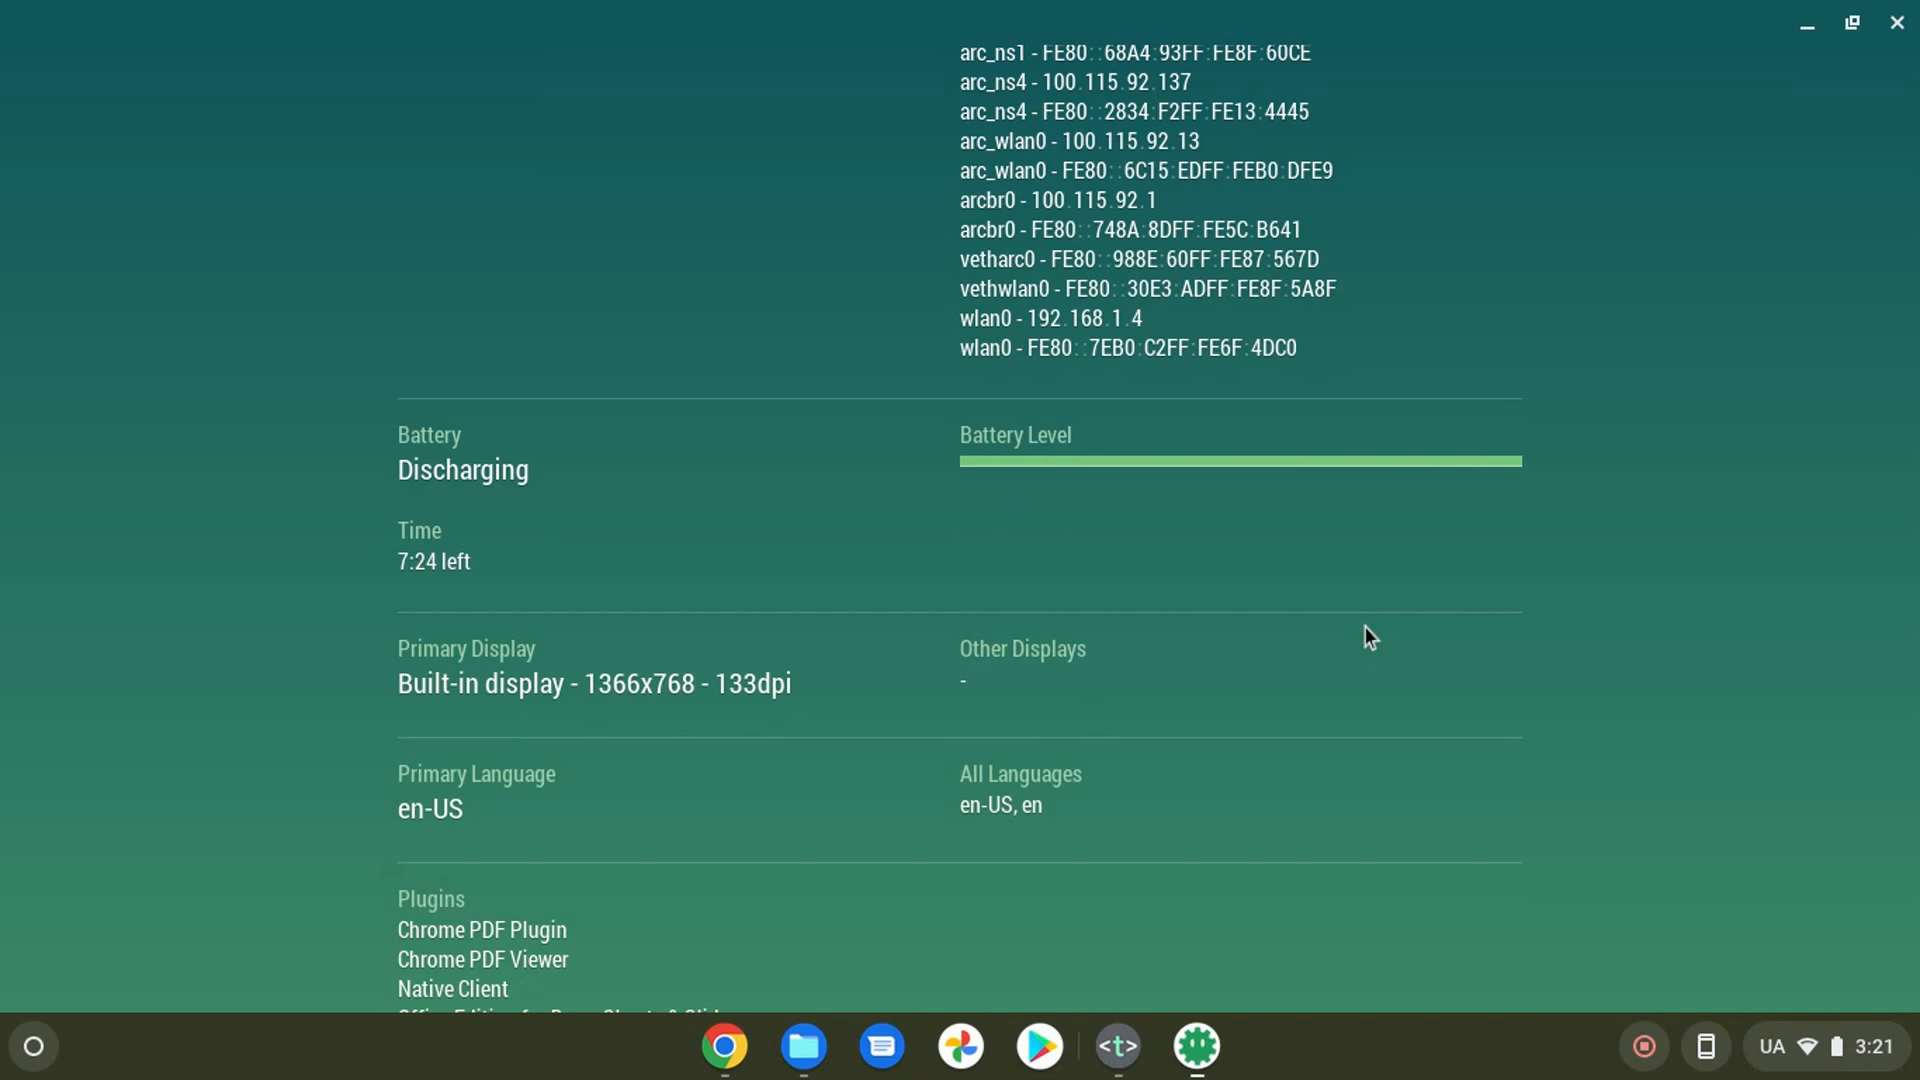 arc_ns1 - FE80::68A4:93FF:FE8F:60CE
arc_ns4 - 100.115.92.137
arc_ns4 - FE80::2834:F2FF:FE13:4445
arc_wlan0 - 100.115.92.13
arc_wlan0 - FE80::6C15:EDFF:FEB0:DFE9
arcbr0 - 100.115.92.1
arcbr0 - FE80::748A:8DFF:FE5C:B641
vetharc0 - FE80::988E:60FF:FE87:567D
vethwlan0 - FE80::30E3:ADFF:FE8F:5A8F
wlan0 - 192.168.1.4
wlan0 - FE80::7EB0:C2FF:FE6F:4DC0
Battery
Discharging
Battery Level
Time
7:24 left
Primary Display
Built-in display - 1366x768 - 133dpi
Other Displays
-
Primary Language
en-US
All Languages
en-US, en
Plugins
Chrome PDF Plugin
Chrome PDF Viewer
Native Client
<t>
UA
3:21